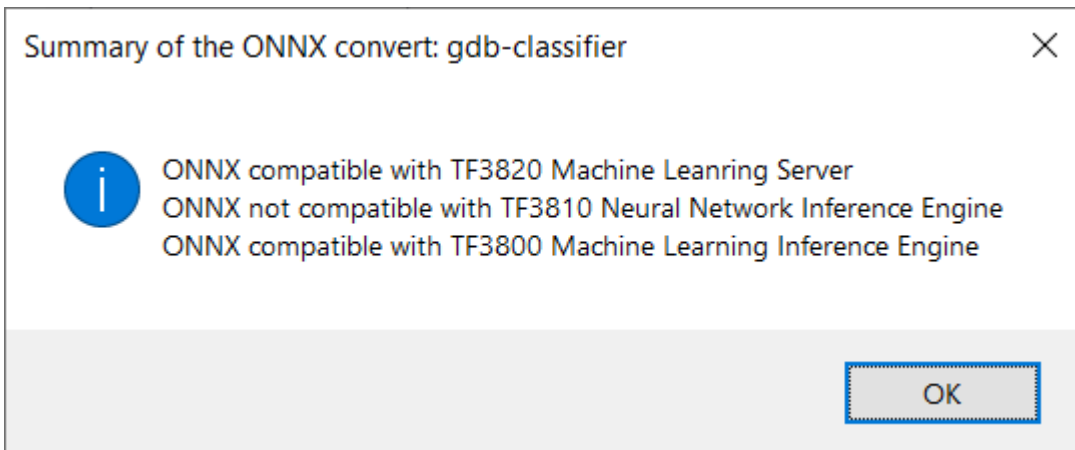 Summary of the ONNX convert: gdb-classifier
ONNX compatible with TF3820 Machine Leanring Server
ONNX not compatible with TF3810 Neural Network Inference Engine
ONNX compatible with TF3800 Machine Learning Inference Engine
OK